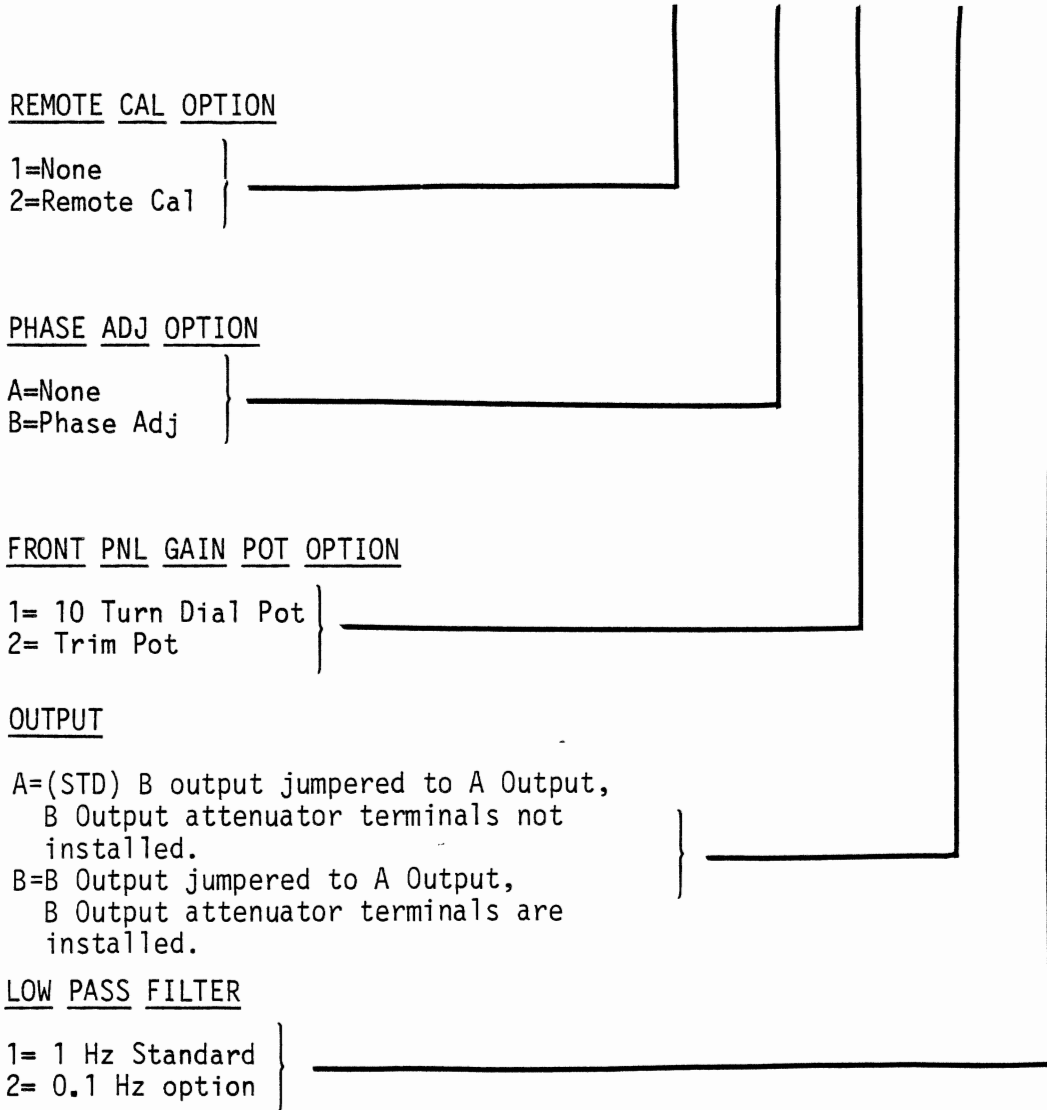 REMOTE CAL OPTION
1=None
2=Remote Cal
PHASE ADJ OPTION
A=None
B=Phase Adj
FRONT PNL GAIN POT OPTION
1= 10 Turn Dial Pot
2= Trim Pot
OUTPUT
A=(STD) B output jumpered to A Output,
B Output attenuator terminals not
installed.
B=B Output jumpered to A Output,
B Output attenuator terminals are
installed.
LOW PASS FILTER
1= 1 Hz Standard
2= 0.1 Hz option